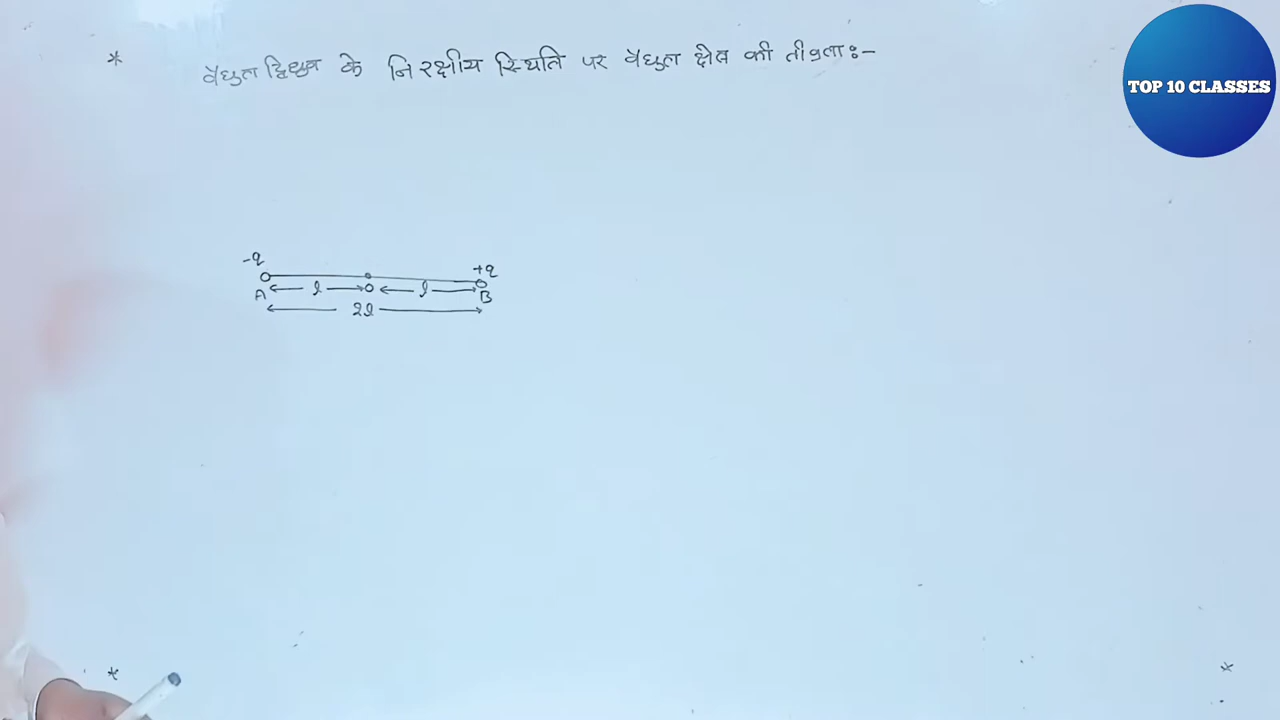 * वैद्युत द्विध्रुव के निरक्षीय स्थिति पर वैद्युत क्षेत्र की तीव्रता :-
TOP 10 CLASSES
-q +q
A l o l B
2l
* *